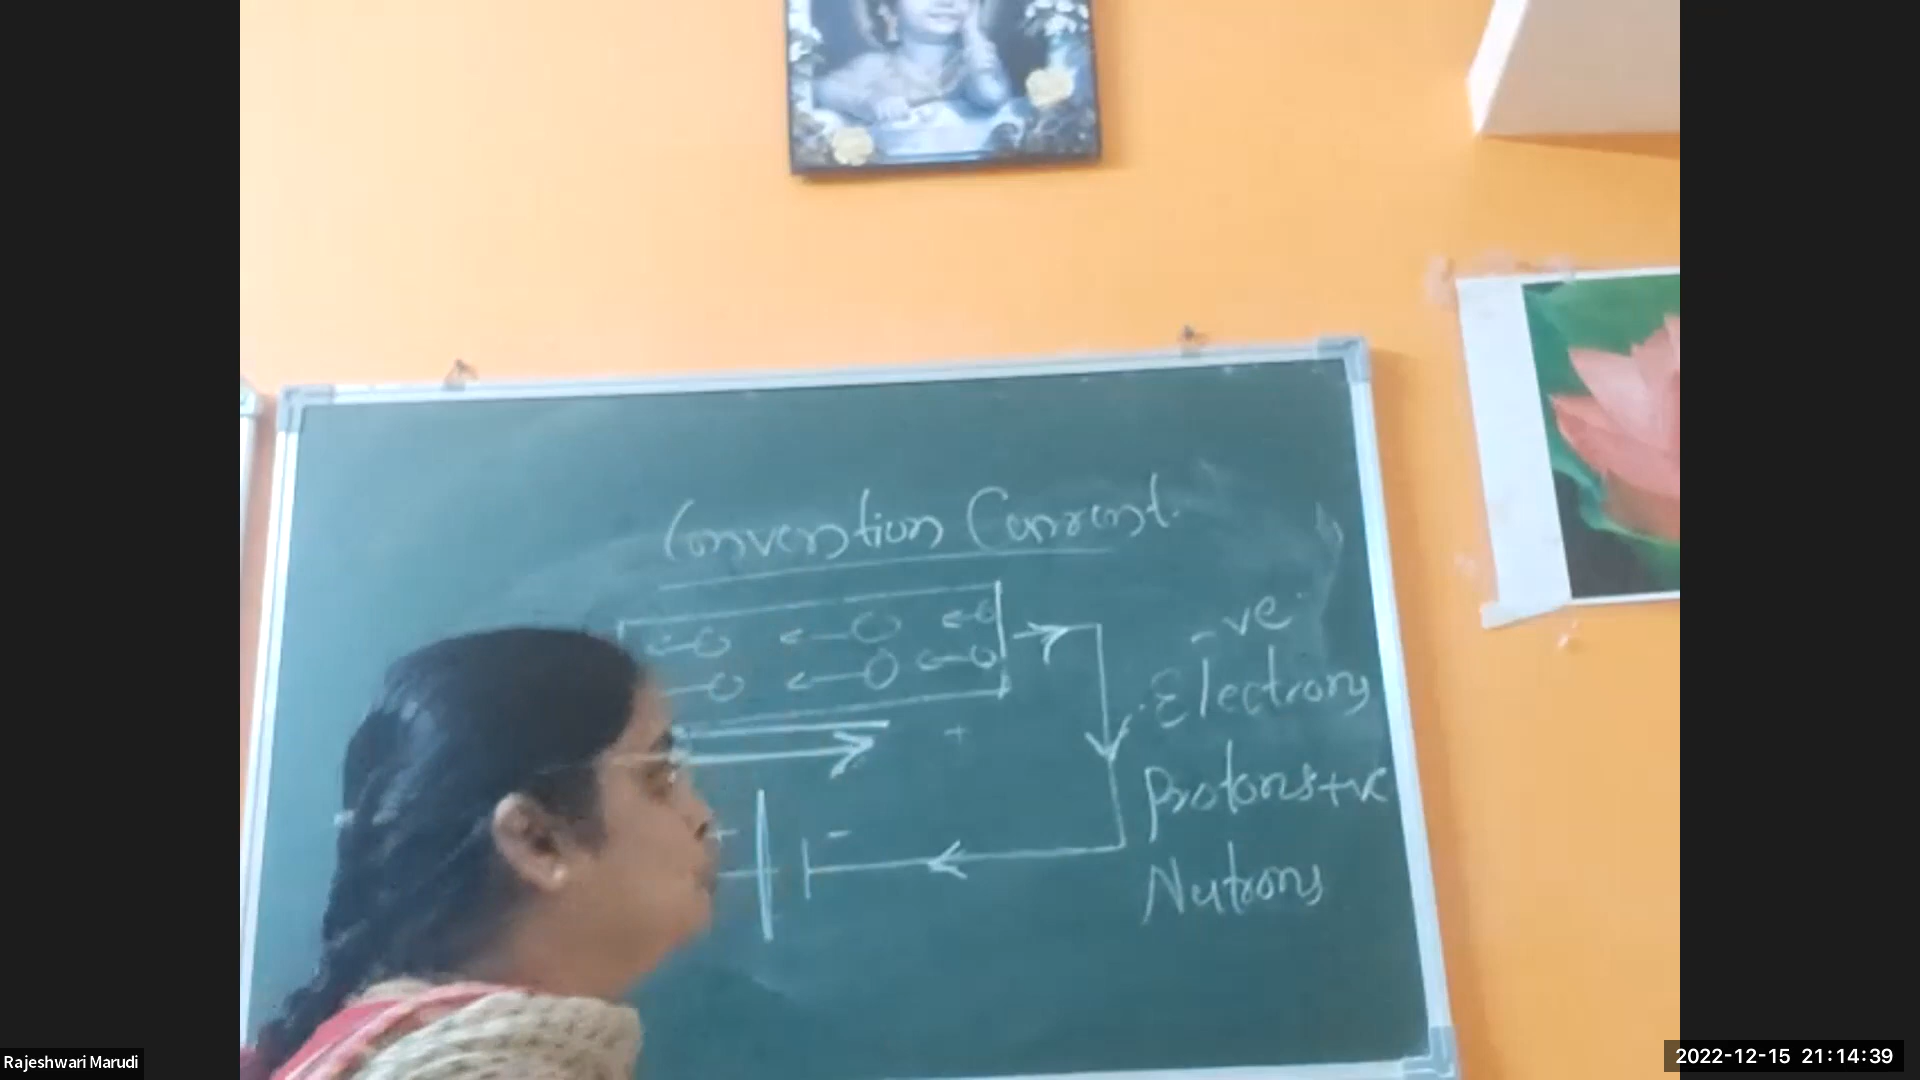 Convention Current.
-ve
Electrons
+
Protons +ve
+ -
Nutrons
Rajeshwari Marudi
2022-12-15 21:14:39